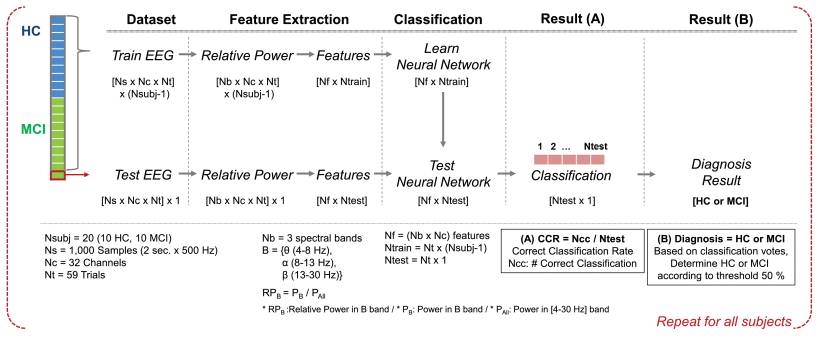 HC
MCI
Dataset
Feature Extraction
Classification
Result (A)
Result (B)
Train EEG
Relative Power
Features
Learn
Neural Network
[Ns x Nc x Nt]
x (Nsubj-1)
[Nb x Nc x Nt]
x (Nsubj-1)
[Nf x Ntrain]
[Nf x Ntrain]
1 2 ... Ntest
Test EEG
Relative Power
Features
Test
Neural Network
Classification
Diagnosis
Result
[Ns x Nc x Nt] x 1
[Nb x Nc x Nt] x 1
[Nf x Ntest]
[Nf x Ntest]
[Ntest x 1]
[HC or MCI]
Nsubj = 20 (10 HC, 10 MCI)
Ns = 1,000 Samples (2 sec. x 500 Hz)
Nc = 32 Channels
Nt = 59 Trials
Nb = 3 spectral bands
B = {θ (4-8 Hz),
α (8-13 Hz),
β (13-30 Hz)}
RPB = PB / PAll
* RPB :Relative Power in B band / * PB: Power in B band / * PAll: Power in [4-30 Hz] band
Nf = (Nb x Nc) features
Ntrain = Nt x (Nsubj-1)
Ntest = Nt x 1
(A) CCR = Ncc / Ntest
Correct Classification Rate
Ncc: # Correct Classification
(B) Diagnosis = HC or MCI
Based on classification votes,
Determine HC or MCI
according to threshold 50 %
Repeat for all subjects